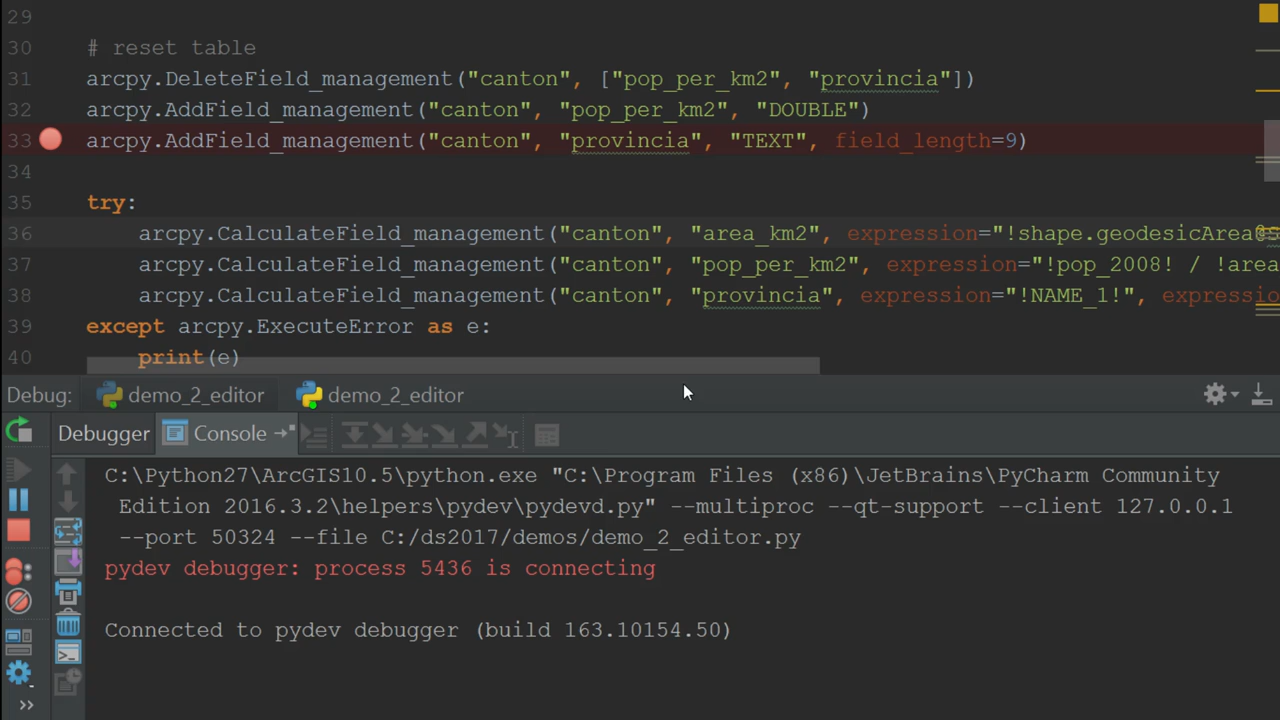 29
30 # reset table
31 arcpy.DeleteField_management("canton", ["pop_per_km2", "provincia"])
32 arcpy.AddField_management("canton", "pop_per_km2", "DOUBLE")
33 arcpy.AddField_management("canton", "provincia", "TEXT", field_length=9)
34
35 try:
36 arcpy.CalculateField_management("canton", "area_km2", expression="!shape.geodesicArea@
37 arcpy.CalculateField_management("canton", "pop_per_km2", expression="!pop_2008! / !area
38 arcpy.CalculateField_management("canton", "provincia", expression="!NAME_1!", expressio
39 except arcpy.ExecuteError as e:
40 print(e)
Debug: demo_2_editor demo_2_editor
Debugger Console
C:\Python27\ArcGIS10.5\python.exe "C:\Program Files (x86)\JetBrains\PyCharm Community
Edition 2016.3.2\helpers\pydev\pydevd.py" --multiproc --qt-support --client 127.0.0.1
--port 50324 --file C:/ds2017/demos/demo_2_editor.py
pydev debugger: process 5436 is connecting
Connected to pydev debugger (build 163.10154.50)